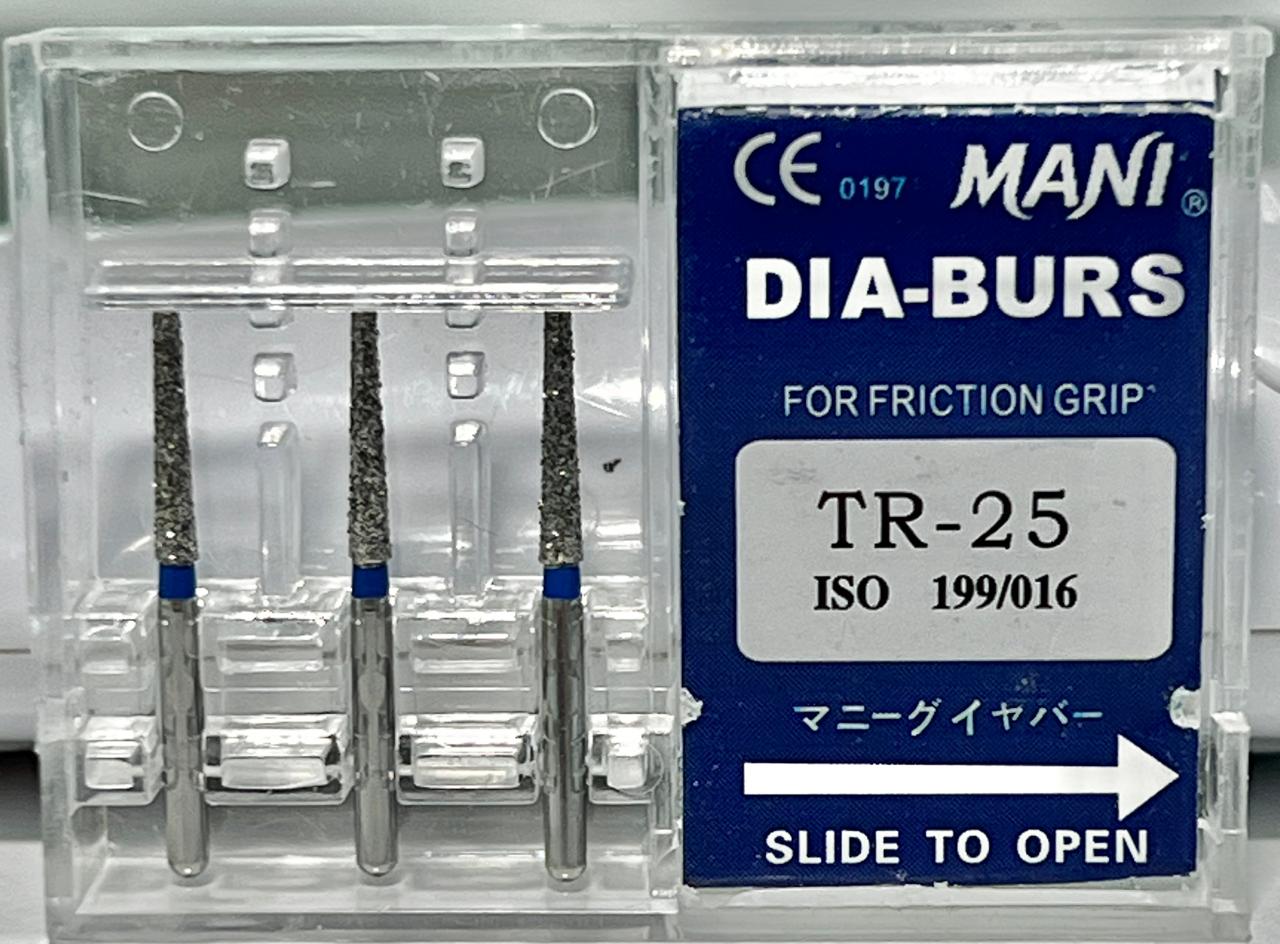 CE 0197 MANI®
DIA-BURS
FOR FRICTION GRIP
TR-25
ISO 199/016
マニーダイヤバー
SLIDE TO OPEN